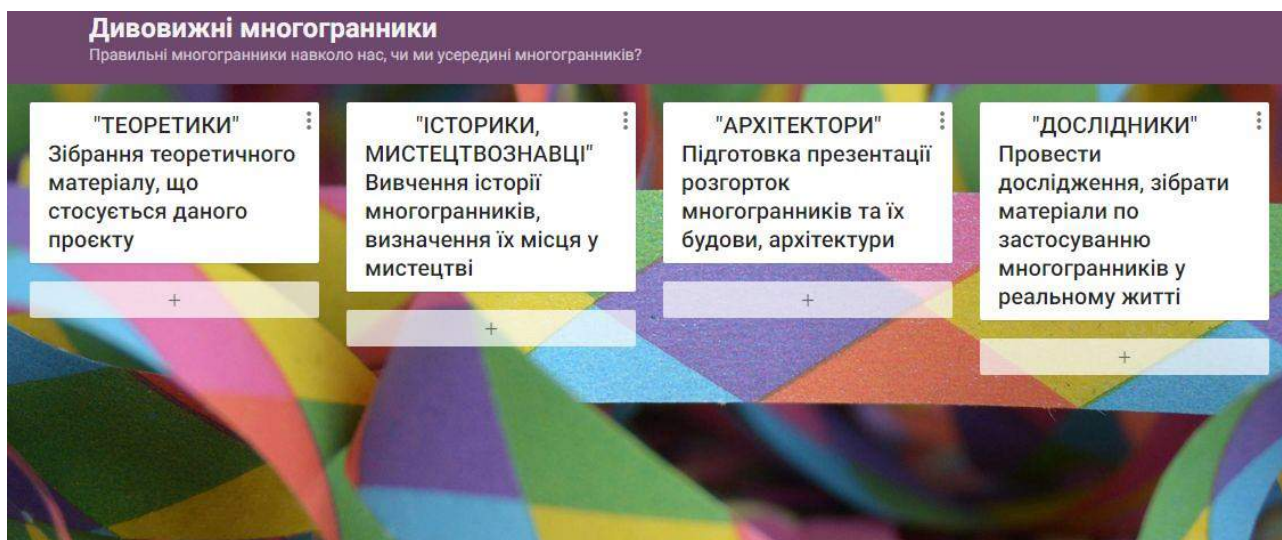 Дивовижні многогранники
Правильні многогранники навколо нас, чи ми усередині многогранників?
"ТЕОРЕТИКИ"
Зібрання теоретичного
матеріалу, що
стосується даного
проєкту
+
"ІСТОРИКИ,
МИСТЕЦТВОЗНАВЦІ"
Вивчення історії
многогранників,
визначення їх місця у
мистецтві
+
"АРХІТЕКТОРИ"
Підготовка презентації
розгорток
многогранників та їх
будови, архітектури
+
"ДОСЛІДНИКИ"
Провести
дослідження, зібрати
матеріали по
застосуванню
многогранників у
реальному житті
+